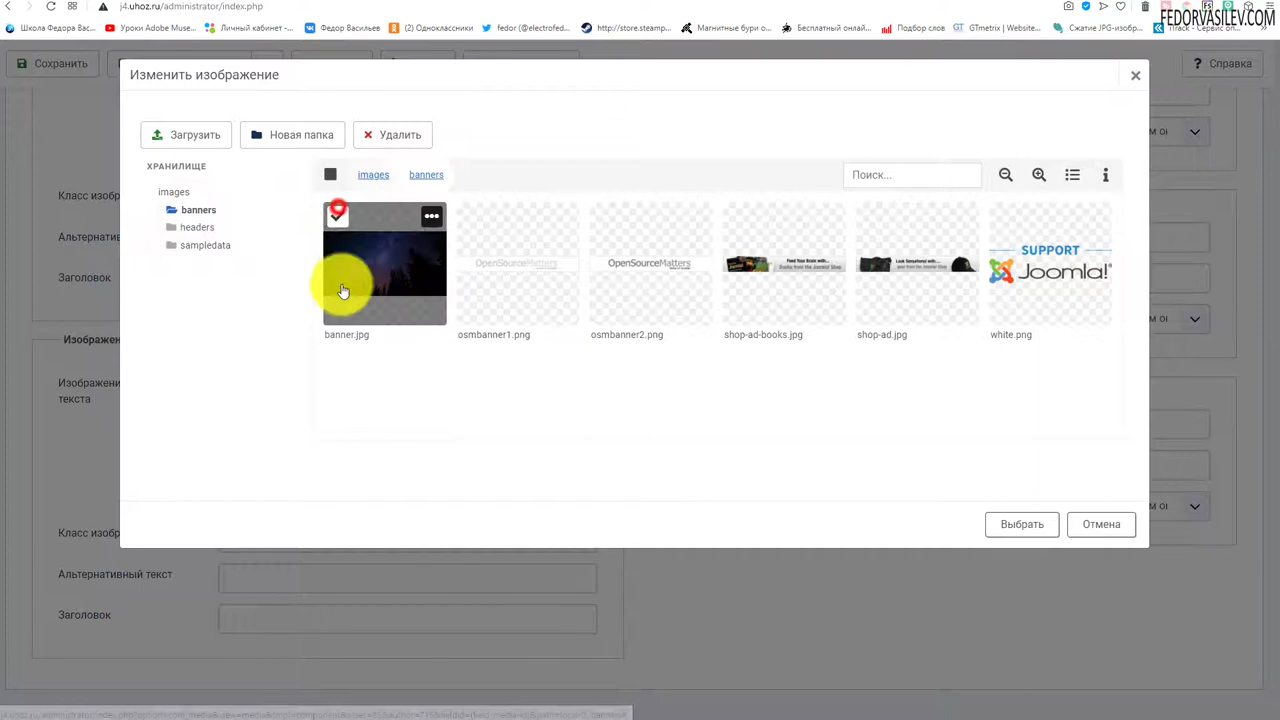 j4.uhoz.ru/administrator/index.php
FEDORVASILEV.COM
Школа Федора Вас...
Уроки Adobe Muse...
Личный кабинет -...
Федор Васильев
(2) Одноклассники
fedor (@electrofed...
http://store.steamp...
Магнитные бури о...
Бесплатный онлай...
Подбор слов
GTmetrix | Website...
Сжатие JPG-изобр...
Сохранить
Справка
Изменить изображение
Загрузить
Новая папка
Удалить
ХРАНИЛИЩЕ
images
banners
headers
sampledata
images
banners
Поиск...
banner.jpg
osmbanner1.png
osmbanner2.png
shop-ad-books.jpg
shop-ad.jpg
white.png
OpenSourceMatters
OpenSourceMatters
SUPPORT
Joomla!
Выбрать
Отмена
Класс изоб
Альтернатив
Заголовок
Изображен
Изображени
текста
Класс изобр
Альтернативный текст
Заголовок